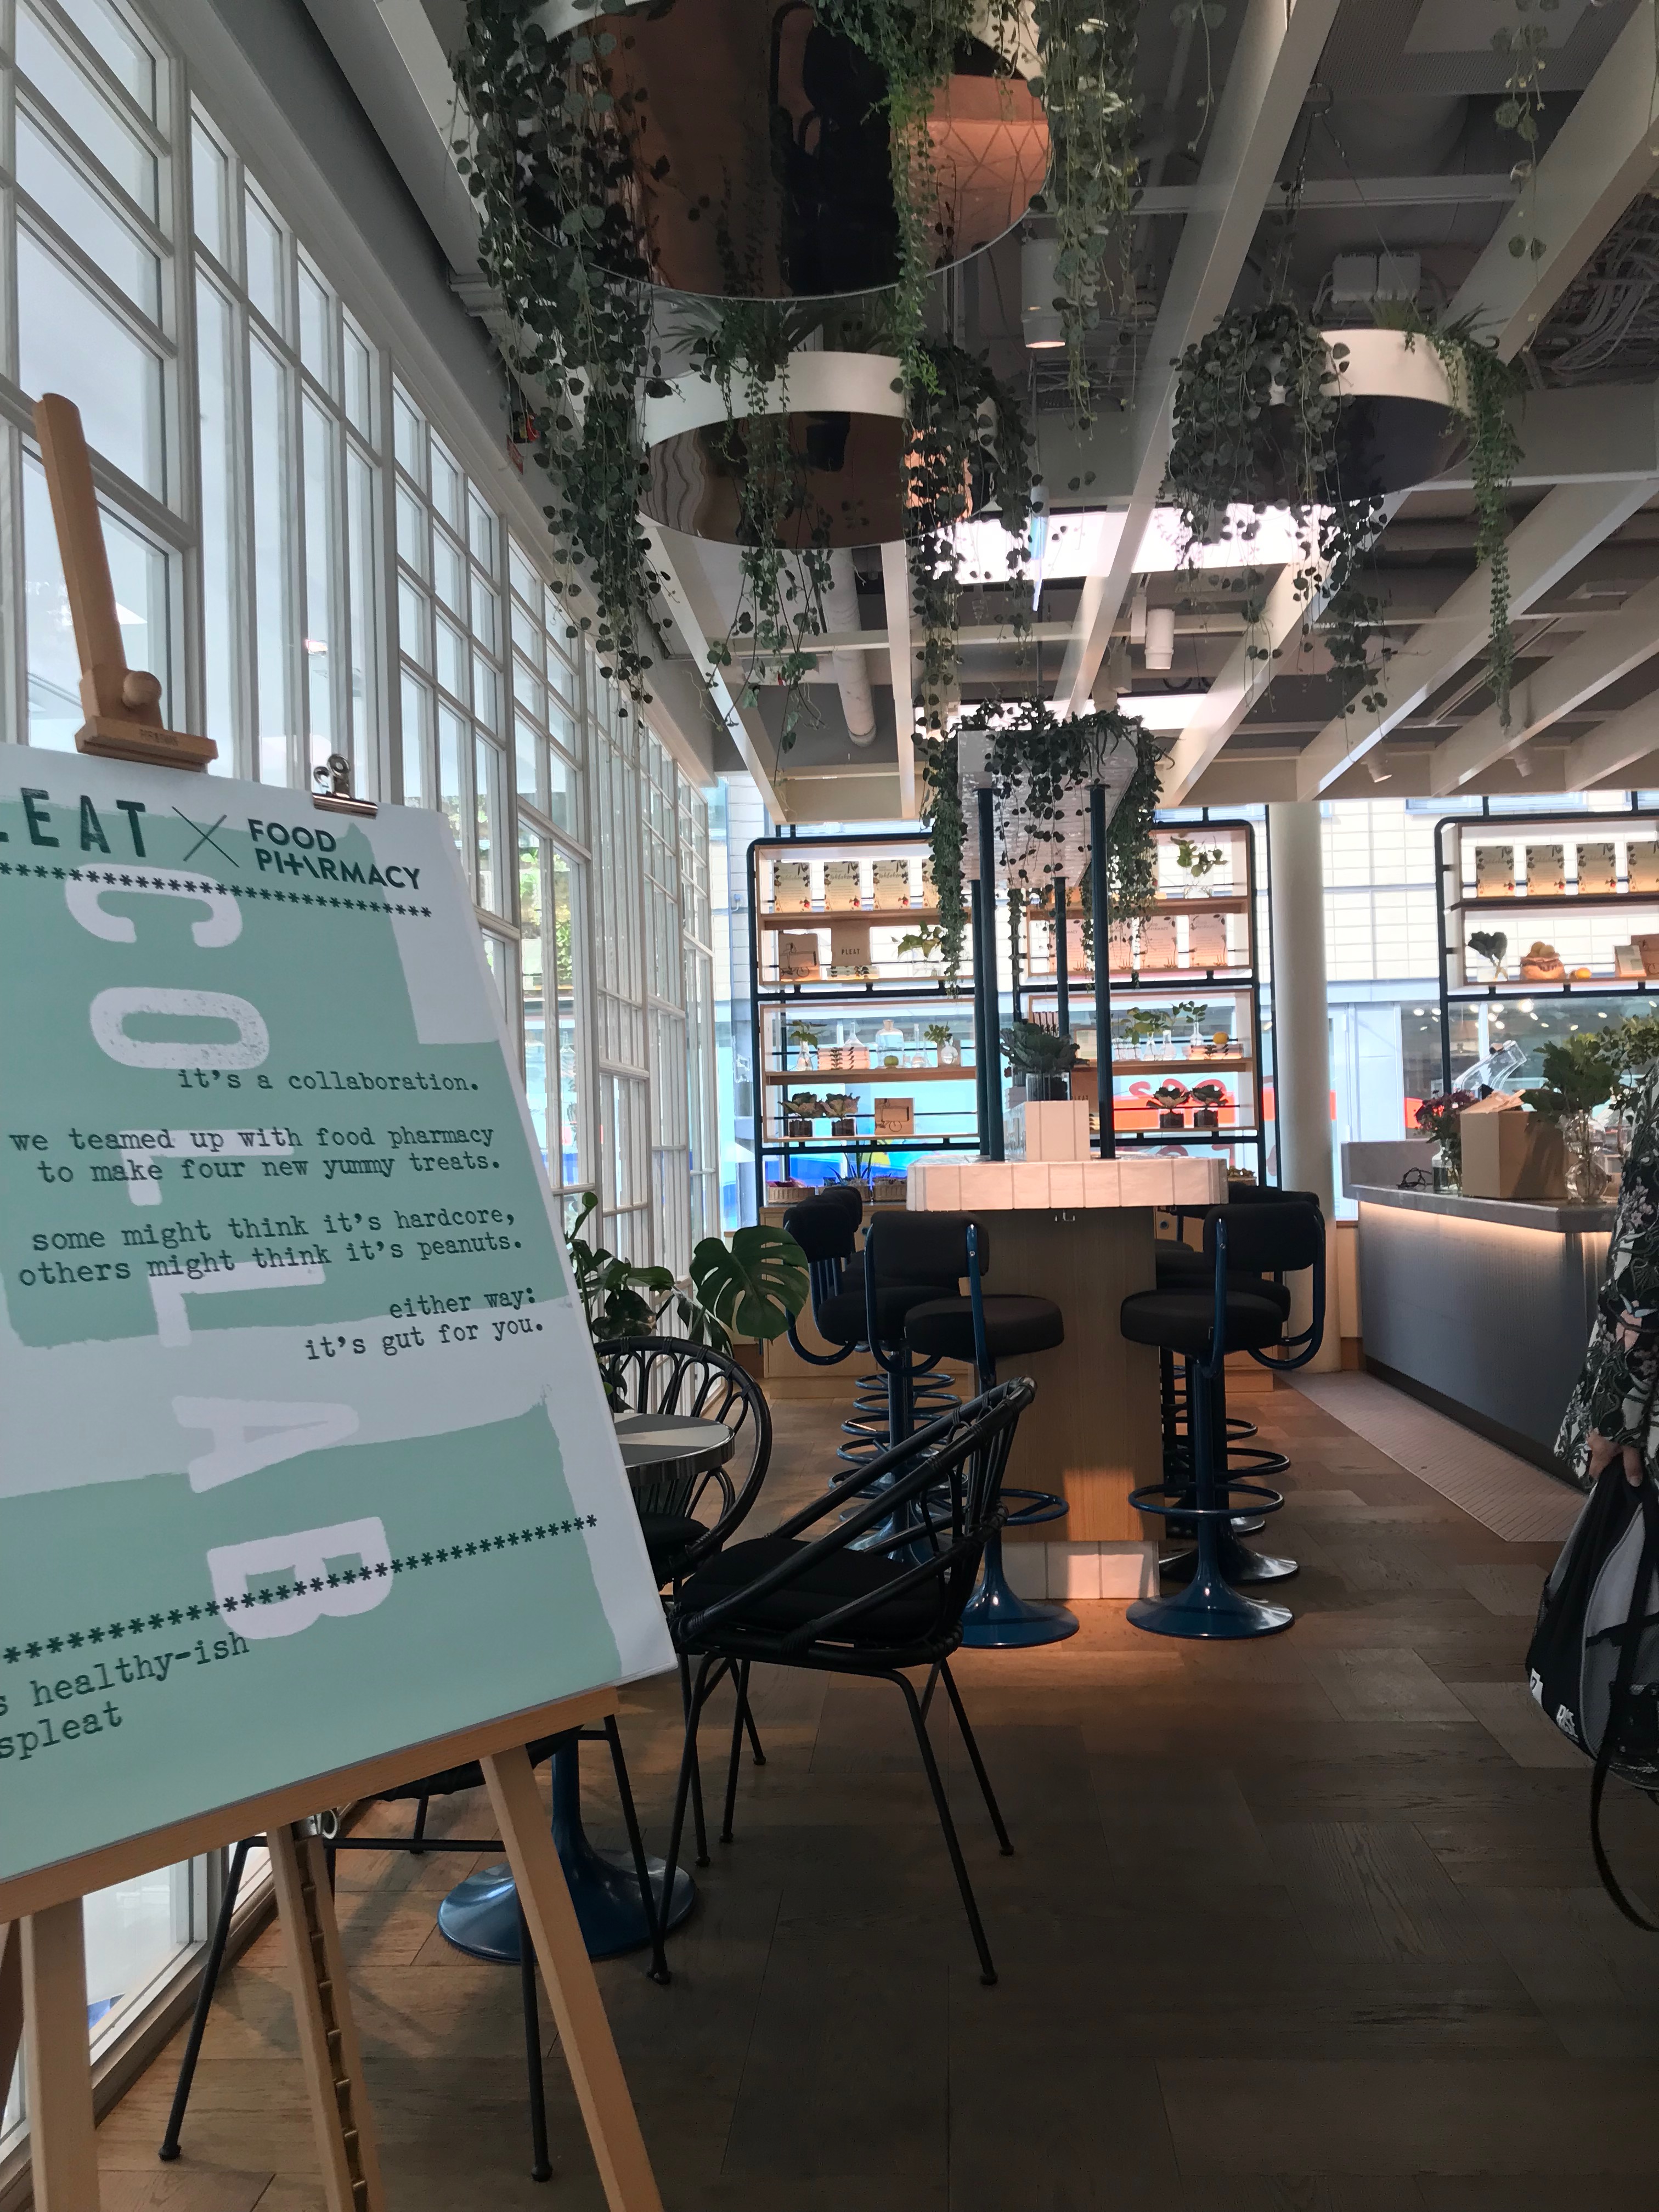 LEAT X FOOD
PHARMACY
*************************************
COLLAB
it's a collaboration.
we teamed up with food pharmacy
to make four new yummy treats.
some might think it's hardcore,
others might think it's peanuts.
either way:
it's gut for you.
*************************************
s healthy-ish
spleat
PLEAT